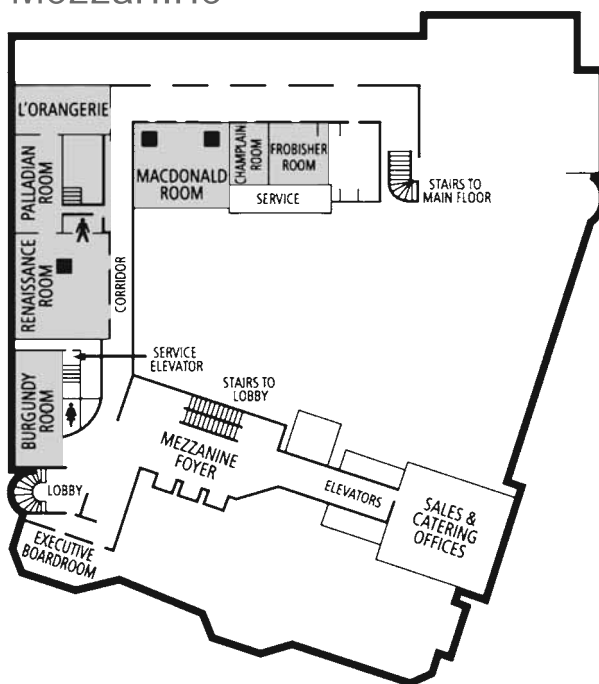 Mezzanine
L'ORANGERIE
PALLADIAN
ROOM
MACDONALD
ROOM
CHAMPLAIN
ROOM
FROBISHER
ROOM
SERVICE
STAIRS TO
MAIN FLOOR
RENAISSANCE
ROOM
CORRIDOR
SERVICE
ELEVATOR
BURGUNDY
ROOM
STAIRS TO
LOBBY
MEZZANINE
FOYER
LOBBY
ELEVATORS
SALES &
CATERING
OFFICES
EXECUTIVE
BOARDROOM